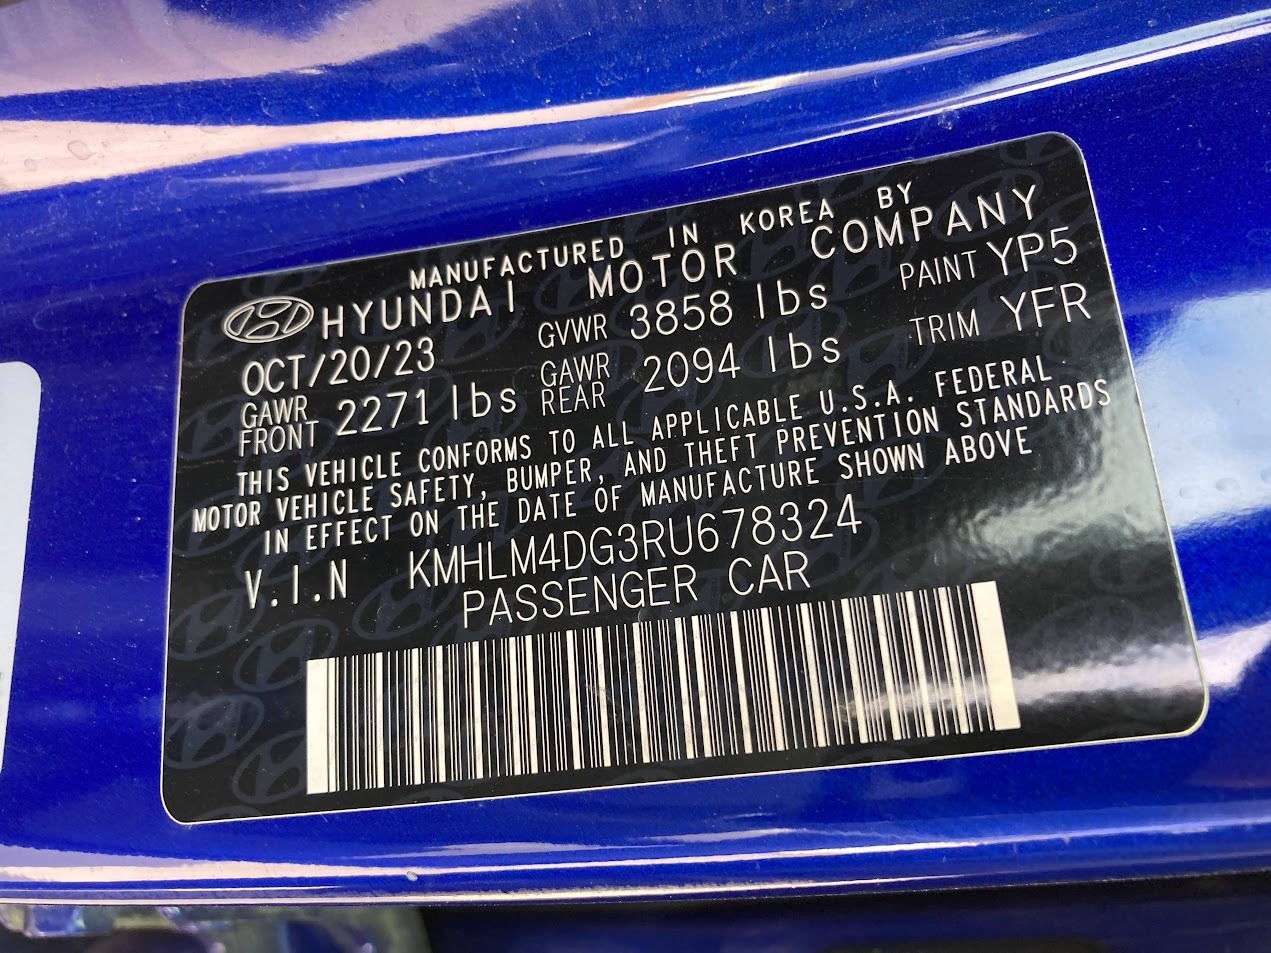 MANUFACTURED IN KOREA BY
HYUNDAI MOTOR COMPANY
OCT/20/23 GVWR 3858 lbs PAINT YP5
GAWR FRONT 2271 lbs GAWR REAR 2094 lbs TRIM YFR
THIS VEHICLE CONFORMS TO ALL APPLICABLE U.S.A. FEDERAL
MOTOR VEHICLE SAFETY, BUMPER, AND THEFT PREVENTION STANDARDS
IN EFFECT ON THE DATE OF MANUFACTURE SHOWN ABOVE
V.I.N KMHLM4DG3RU678324
PASSENGER CAR